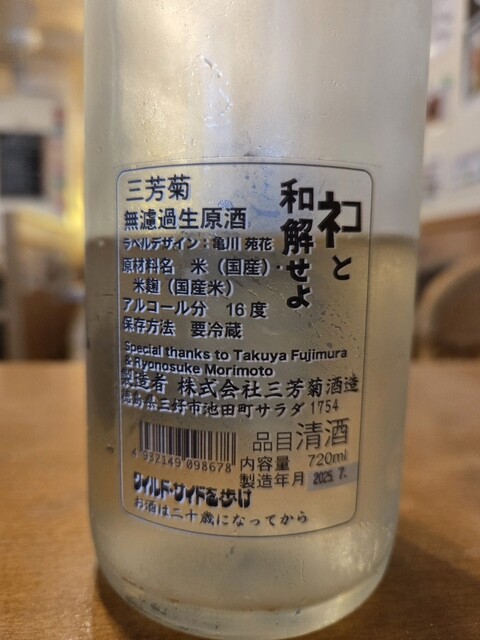 ネコと
和解せよ
三芳菊
無濾過生原酒
ラベルデザイン：亀川 苑花
原材料名　米（国産）・
米麹（国産米）
アルコール分　16度
保存方法　要冷蔵
Special thanks to Takuya Fujimura
& Hypnosuke Morimoto
製造者 株式会社三芳菊酒造
徳島県三好市池田町サラダ1754
品目清酒
4 932149 098678
内容量　720ml
製造年月 2025.7.
ワイルド・サイドを歩け
お酒は二十歳になってから